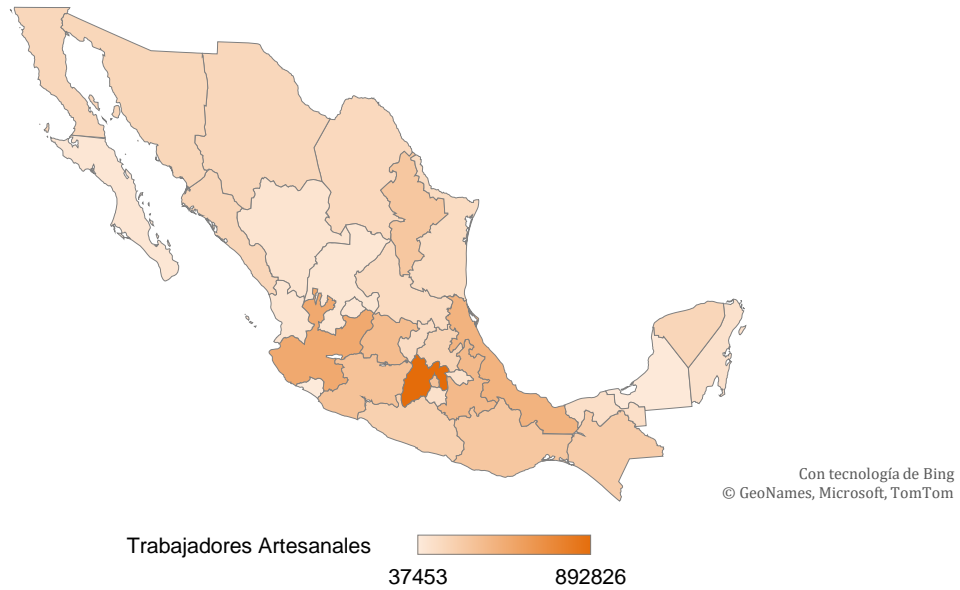 Con tecnología de Bing
© GeoNames, Microsoft, TomTom
Trabajadores Artesanales
37453
892826